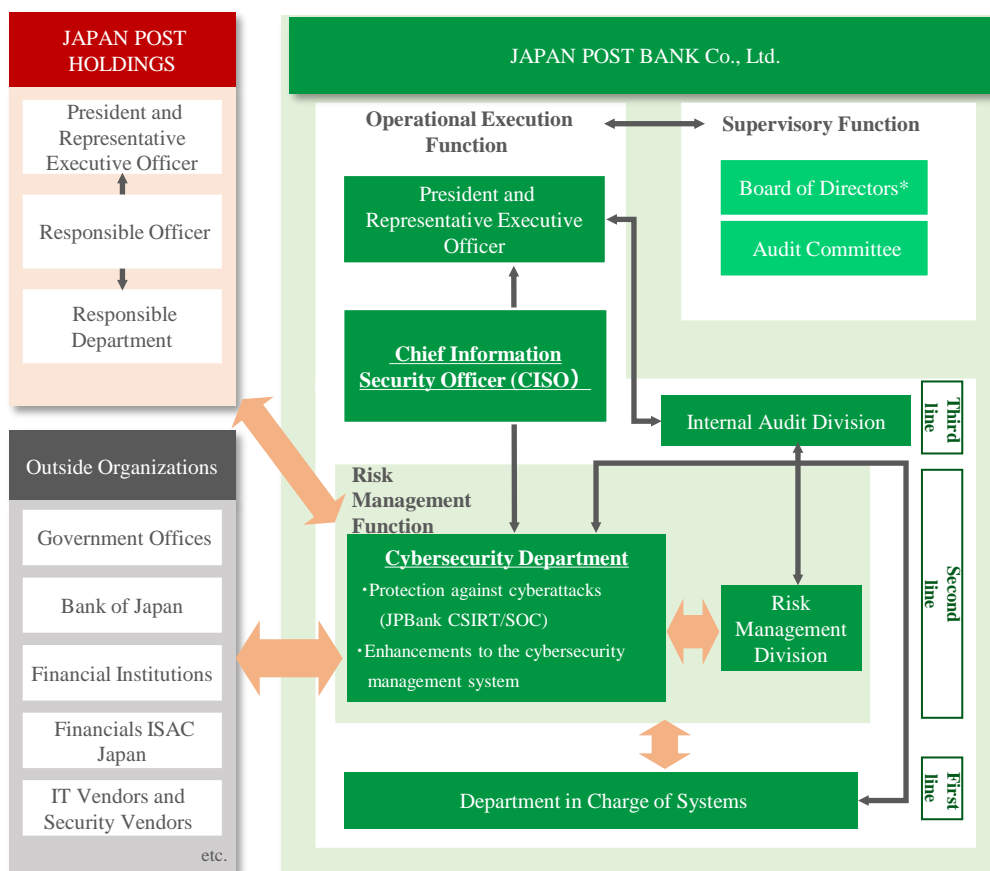 JAPAN POST
HOLDINGS
President and
Representative
Executive Officer
Responsible Officer
Responsible
Department
Outside Organizations
Government Offices
Bank of Japan
Financial Institutions
Financials ISAC
Japan
IT Vendors and
Security Vendors
etc.
JAPAN POST BANK Co., Ltd.
Operational Execution
Function
Supervisory Function
Board of Directors*
Audit Committee
President and
Representative Executive
Officer
Chief Information
Security Officer (CISO）
Internal Audit Division
Third
line
Risk
Management
Function
Cybersecurity Department
・Protection against cyberattacks
(JPBank CSIRT/SOC)
・Enhancements to the cybersecurity
management system
Risk
Management
Division
Second
line
Department in Charge of Systems
First
line